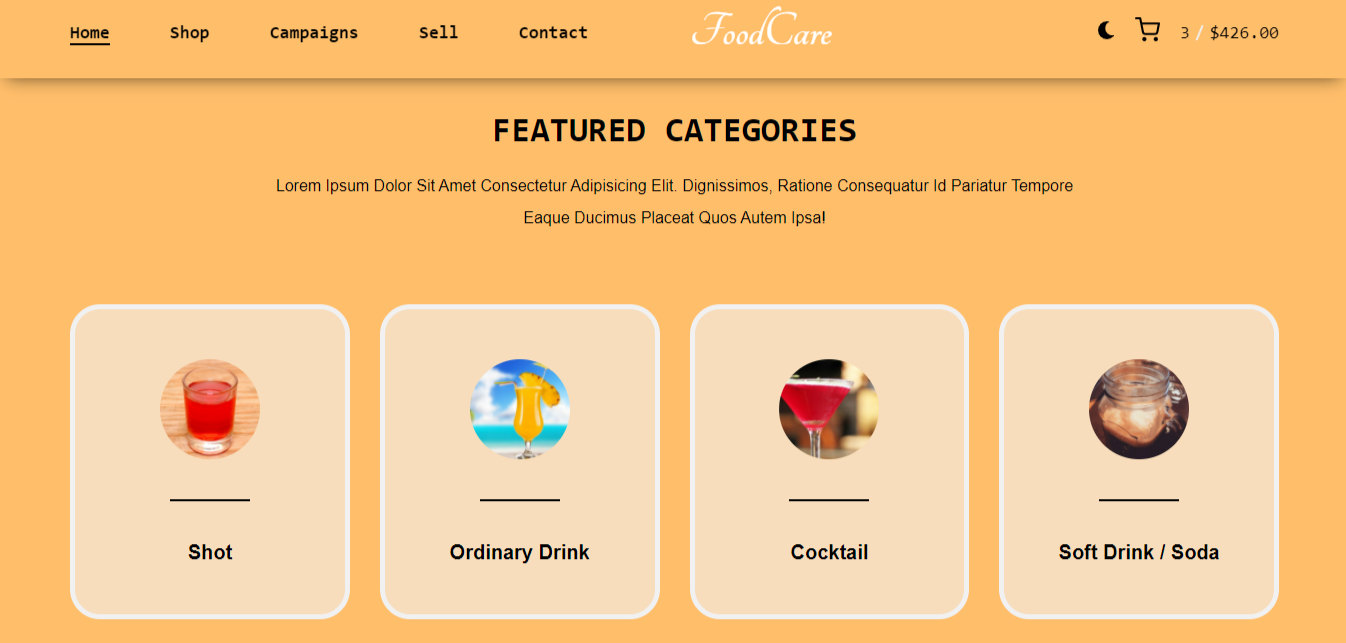 Home Shop Campaigns Sell Contact FoodCare 3 / $426.00
FEATURED CATEGORIES
Lorem Ipsum Dolor Sit Amet Consectetur Adipisicing Elit. Dignissimos, Ratione Consequatur Id Pariatur Tempore
Eaque Ducimus Placeat Quos Autem Ipsa!
Shot Ordinary Drink Cocktail Soft Drink / Soda